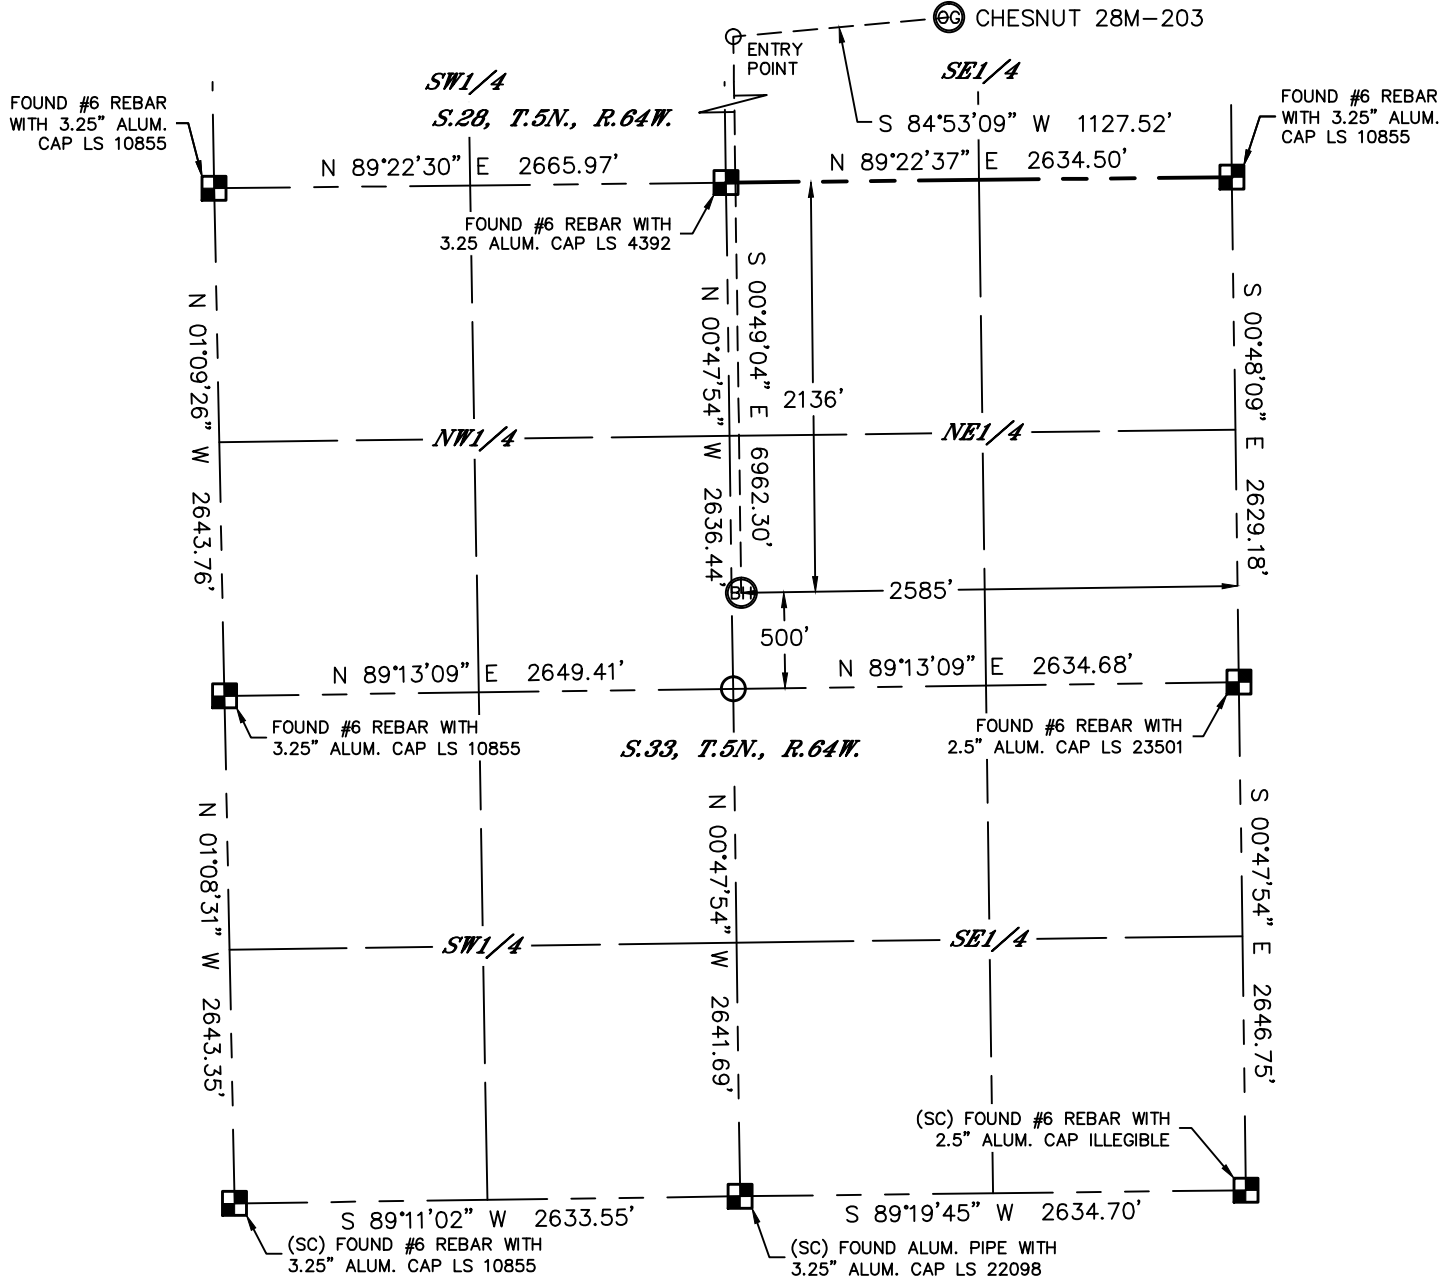 OG CHESNUT 28M-203
ENTRY
POINT
SW1/4
SE1/4
S.28, T.5N., R.64W.
FOUND #6 REBAR
WITH 3.25" ALUM.
CAP LS 10855
FOUND #6 REBAR
WITH 3.25" ALUM.
CAP LS 10855
S 84°53'09" W 1127.52'
N 89°22'30" E 2665.97'
N 89°22'37" E 2634.50'
FOUND #6 REBAR WITH
3.25 ALUM. CAP LS 4392
N 01°09'26" W 2643.76'
N 00°47'54" W 2636.44'
S 00°49'04" E 6962.30'
S 00°48'09" E 2629.18'
2136'
NW1/4
NE1/4
BH
2585'
500'
N 89°13'09" E 2649.41'
N 89°13'09" E 2634.68'
FOUND #6 REBAR WITH
3.25" ALUM. CAP LS 10855
FOUND #6 REBAR WITH
2.5" ALUM. CAP LS 23501
S.33, T.5N., R.64W.
N 01°08'31" W 2643.35'
N 00°47'54" W 2641.69'
S 00°47'54" E 2646.75'
SW1/4
SE1/4
(SC) FOUND #6 REBAR WITH
2.5" ALUM. CAP ILLEGIBLE
S 89°11'02" W 2633.55'
S 89°19'45" W 2634.70'
(SC) FOUND #6 REBAR WITH
3.25" ALUM. CAP LS 10855
(SC) FOUND ALUM. PIPE WITH
3.25" ALUM. CAP LS 22098